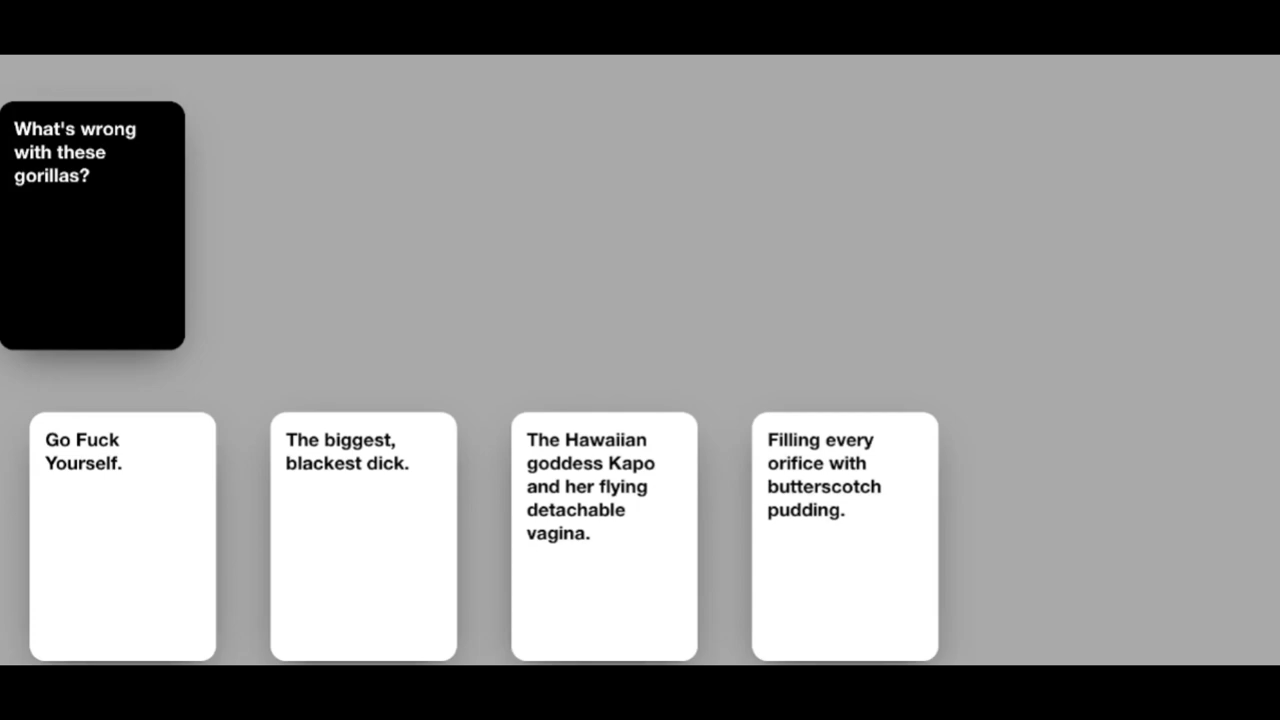 What's wrong
with these
gorillas?
Go Fuck
Yourself.
The biggest,
blackest dick.
The Hawaiian
goddess Kapo
and her flying
detachable
vagina.
Filling every
orifice with
butterscotch
pudding.